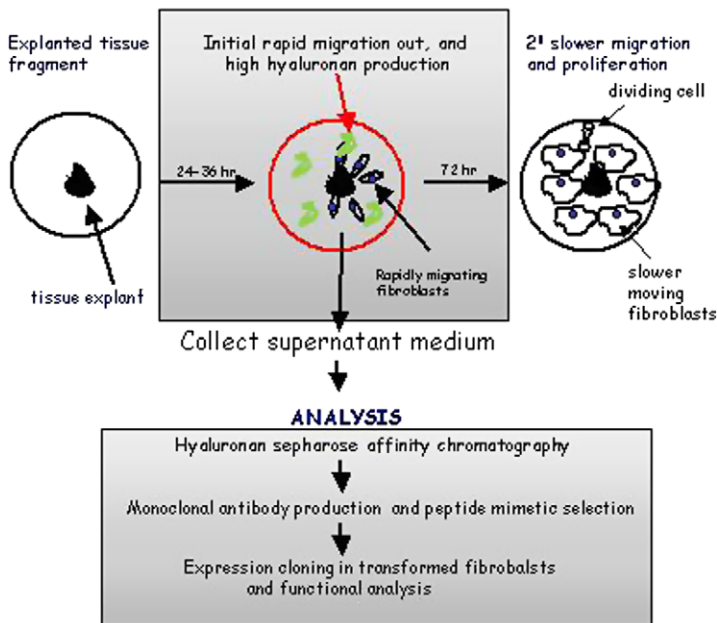 Explanted tissue
fragment
Initial rapid migration out, and
high hyaluronan production
2º slower migration
and proliferation
dividing cell
24-36 hr
72 hr
tissue explant
Rapidly migrating
fibroblasts
slower
moving
fibroblasts
Collect supernatant medium
ANALYSIS
Hyaluronan sepharose affinity chromatography
Monoclonal antibody production and peptide mimetic selection
Expression cloning in transformed fibrobalsts
and functional analysis